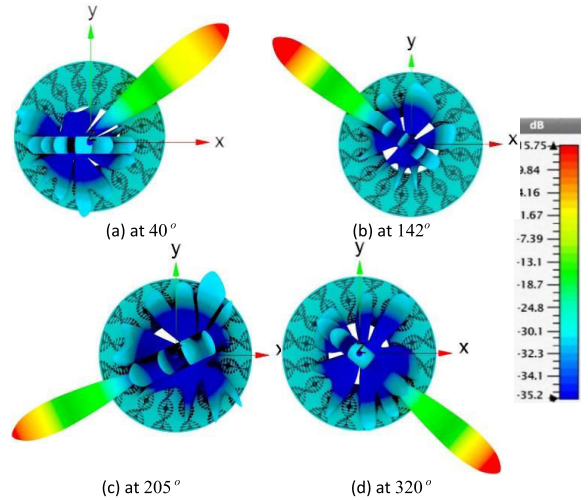 y
x
(a) at 40°
y
x
(b) at 142°
y
x
(c) at 205°
y
x
(d) at 320°
dB
15.75
9.84
4.16
1.67
-7.39
-13.1
-18.7
-24.8
-30.1
-32.3
-34.1
-35.2